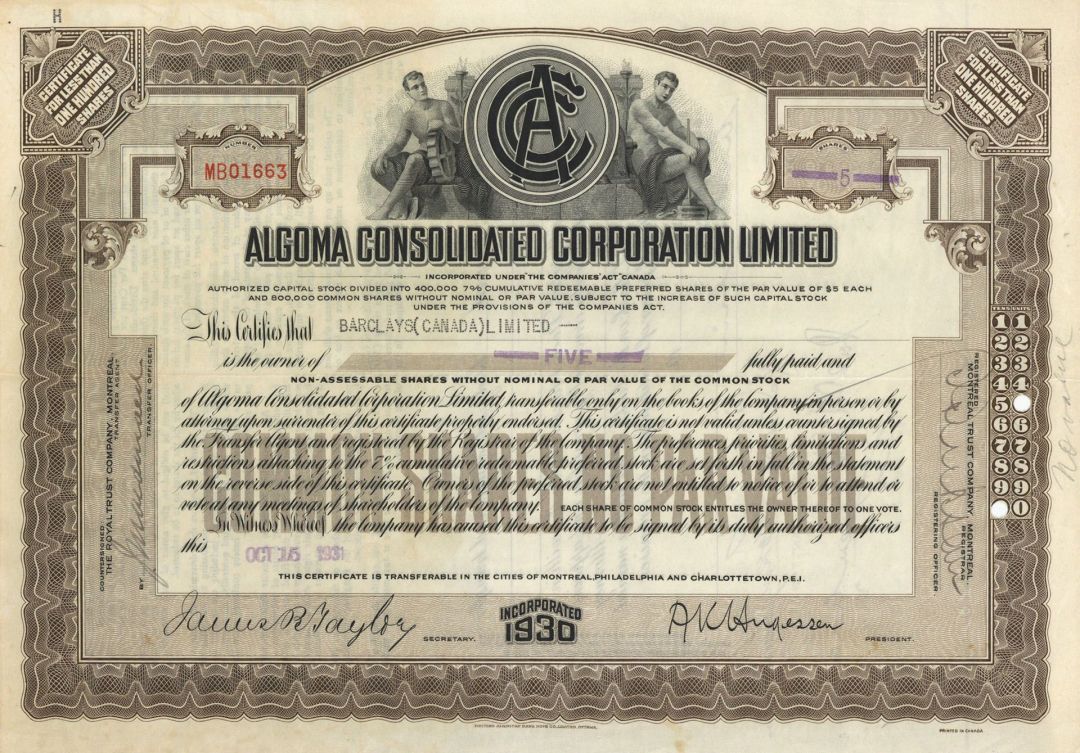 CERTIFICATE
FOR LESS THAN
ONE HUNDRED
SHARES
CERTIFICATE
FOR LESS THAN
ONE HUNDRED
SHARES
NUMBER
MB01663
SHARES
5
ACCC
ALGOMA CONSOLIDATED CORPORATION LIMITED
INCORPORATED UNDER "THE COMPANIES' ACT" CANADA
AUTHORIZED CAPITAL STOCK DIVIDED INTO 400,000 7% CUMULATIVE REDEEMABLE PREFERRED SHARES OF THE PAR VALUE OF $5 EACH
AND 800,000 COMMON SHARES WITHOUT NOMINAL OR PAR VALUE, SUBJECT TO THE INCREASE OF SUCH CAPITAL STOCK
UNDER THE PROVISIONS OF THE COMPANIES ACT.
This Certifies that BARCLAYS(CANADA)LIMITED
is the owner of FIVE fully paid and
NON-ASSESSABLE SHARES WITHOUT NOMINAL OR PAR VALUE OF THE COMMON STOCK
of Algoma Consolidated Corporation Limited, transferable only on the books of the Company in person or by
attorney upon surrender of this certificate properly endorsed. This certificate is not valid unless countersigned by
the Transfer Agent and registered by the Registrar of the Company. The preferences, priorities, limitations and
restrictions attaching to the 7% cumulative redeemable preferred stock are set forth in full in the statement
on the reverse side of this certificate. Owners of the preferred stock are not entitled to notice of or to attend or
vote at any meetings of shareholders of the Company. EACH SHARE OF COMMON STOCK ENTITLES THE OWNER THEREOF TO ONE VOTE.
In Witness Whereof the Company has caused this certificate to be signed by its duly authorized officers
this OCT 15 1931
THIS CERTIFICATE IS TRANSFERABLE IN THE CITIES OF MONTREAL, PHILADELPHIA AND CHARLOTTETOWN, P.E.I.
COMMON SHARES NO PAR VALUE
James R Taylor SECRETARY.
INCORPORATED
1930
PRESIDENT.
COUNTERSIGNED
THE ROYAL TRUST COMPANY, MONTREAL
TRANSFER AGENT
BY
TRANSFER OFFICER.
REGISTERED
MONTREAL TRUST COMPANY, MONTREAL
REGISTRAR
REGISTERING OFFICER.
TENS UNITS
1 1
2 2
3 3
4 4
5
6 6
7 7
8 8
9 9
0
PRINTED IN CANADA